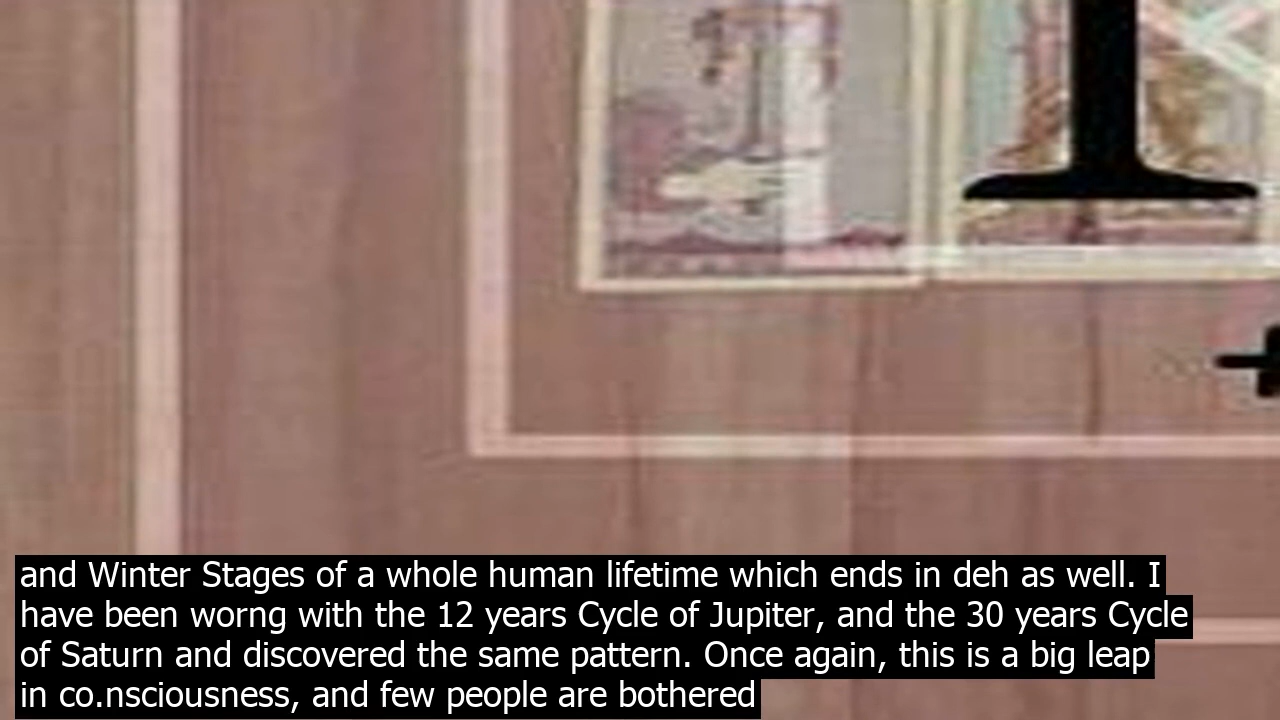 and Winter Stages of a whole human lifetime which ends in deh as well. I
have been worng with the 12 years Cycle of Jupiter, and the 30 years Cycle
of Saturn and discovered the same pattern. Once again, this is a big leap
in co.nsciousness, and few people are bothered